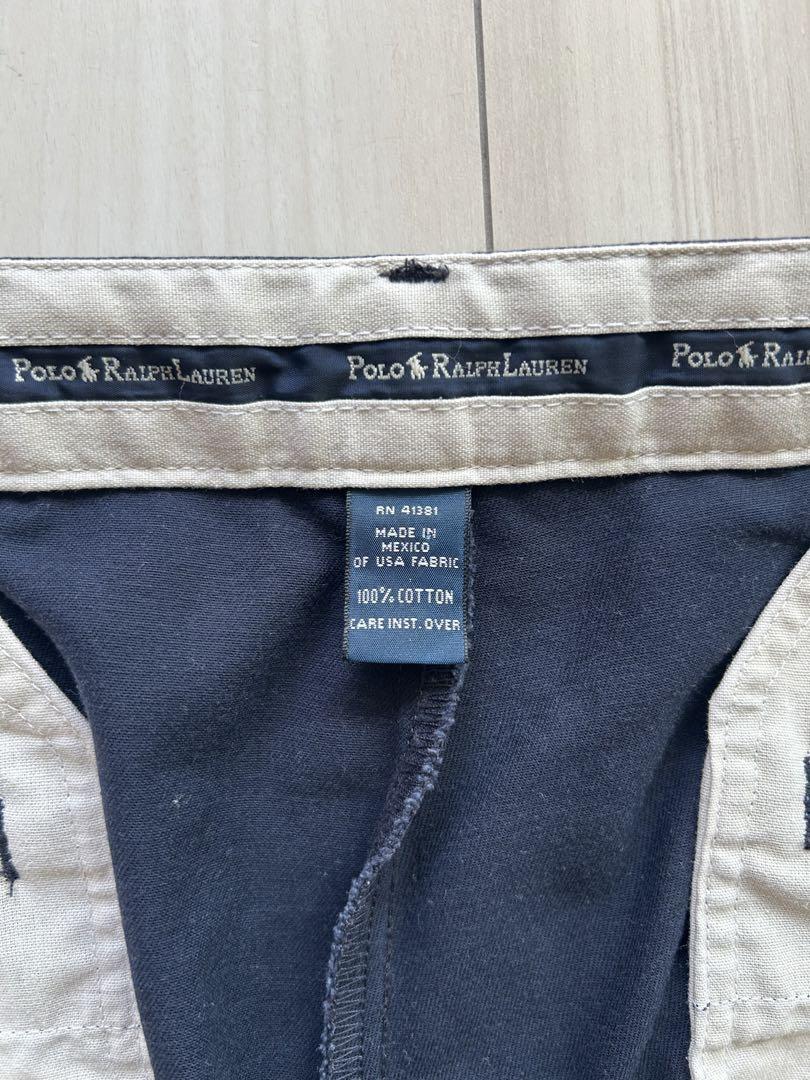 POLO RALPH LAUREN POLO RALPH LAUREN POLO RAL
RN 41381
MADE IN
MEXICO
OF USA FABRIC
100% COTTON
CARE INST. OVER